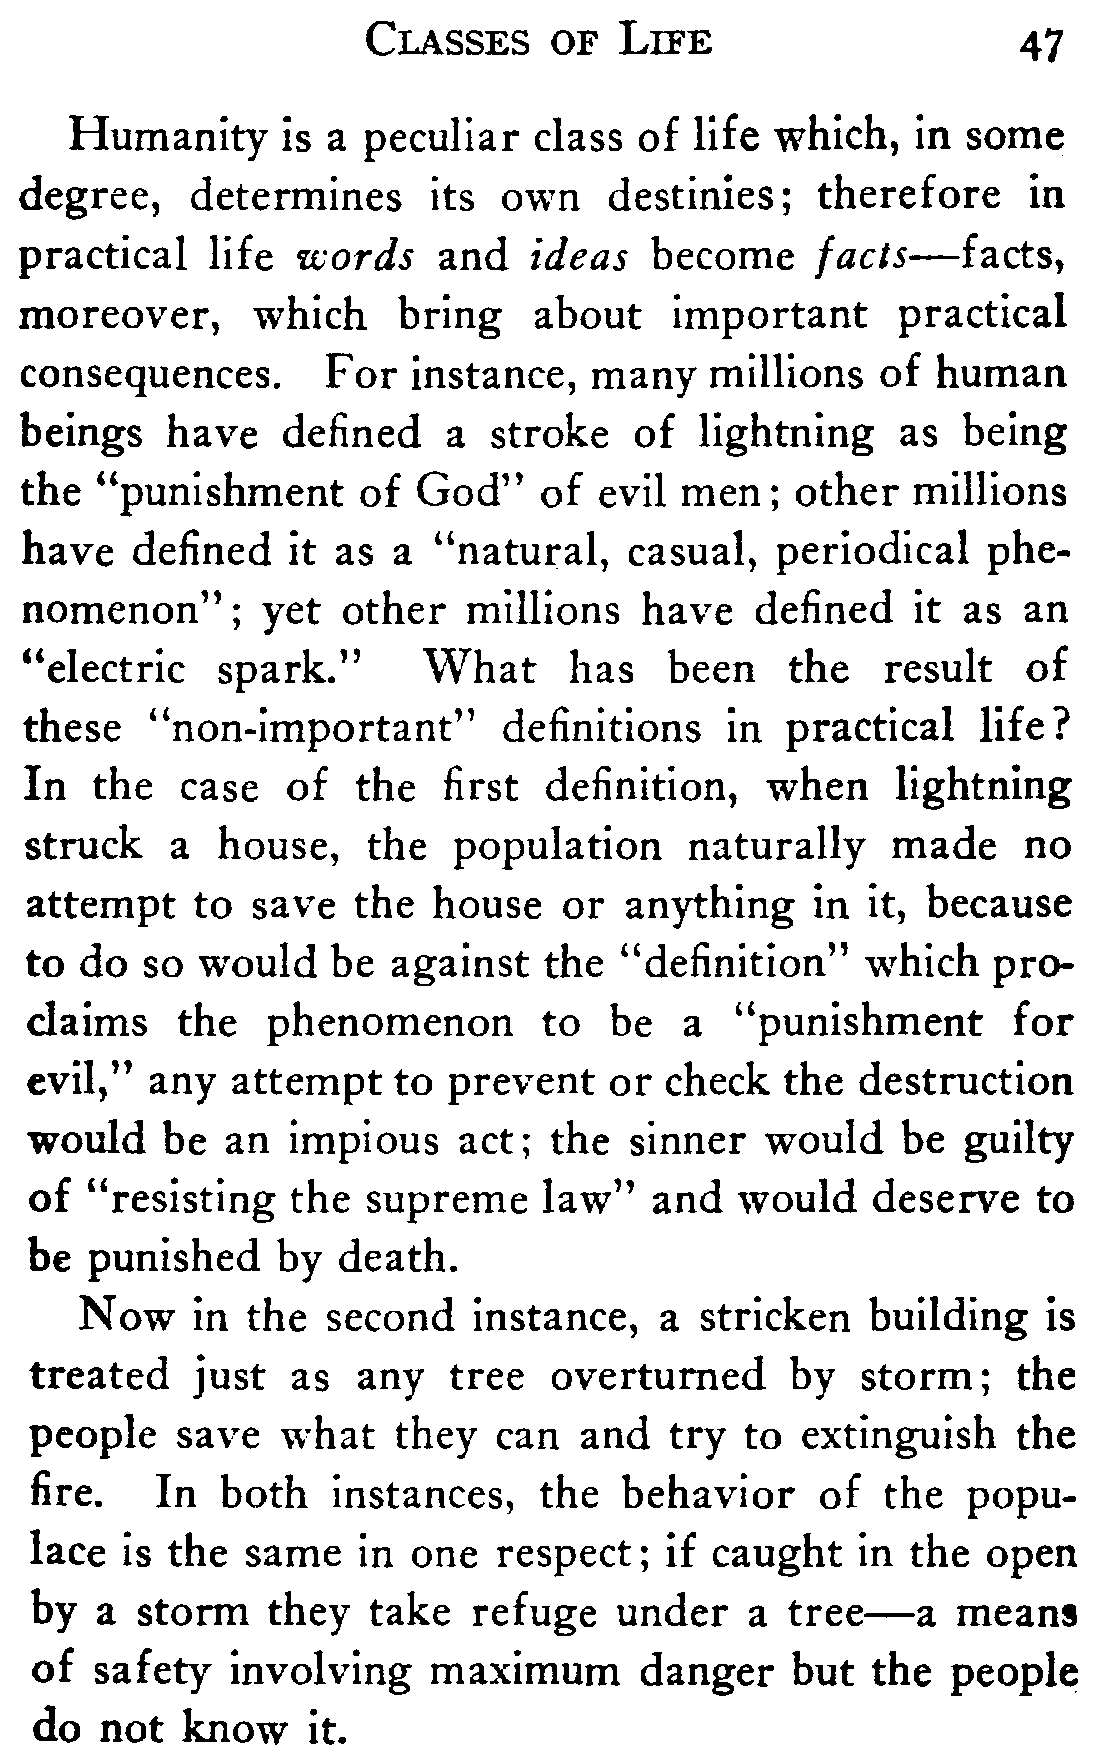 CLASSES OF LIFE 47
Humanity is a peculiar class of life which, in some
degree, determines its own destinies; therefore in
practical life words and ideas become facts—facts,
moreover, which bring about important practical
consequences. For instance, many millions of human
beings have defined a stroke of lightning as being
the "punishment of God" of evil men; other millions
have defined it as a "natural, casual, periodical phe-
nomenon"; yet other millions have defined it as an
"electric spark." What has been the result of
these "non-important" definitions in practical life?
In the case of the first definition, when lightning
struck a house, the population naturally made no
attempt to save the house or anything in it, because
to do so would be against the "definition" which pro-
claims the phenomenon to be a "punishment for
evil," any attempt to prevent or check the destruction
would be an impious act; the sinner would be guilty
of "resisting the supreme law" and would deserve to
be punished by death.
Now in the second instance, a stricken building is
treated just as any tree overturned by storm; the
people save what they can and try to extinguish the
fire. In both instances, the behavior of the popu-
lace is the same in one respect; if caught in the open
by a storm they take refuge under a tree—a means
of safety involving maximum danger but the people
do not know it.